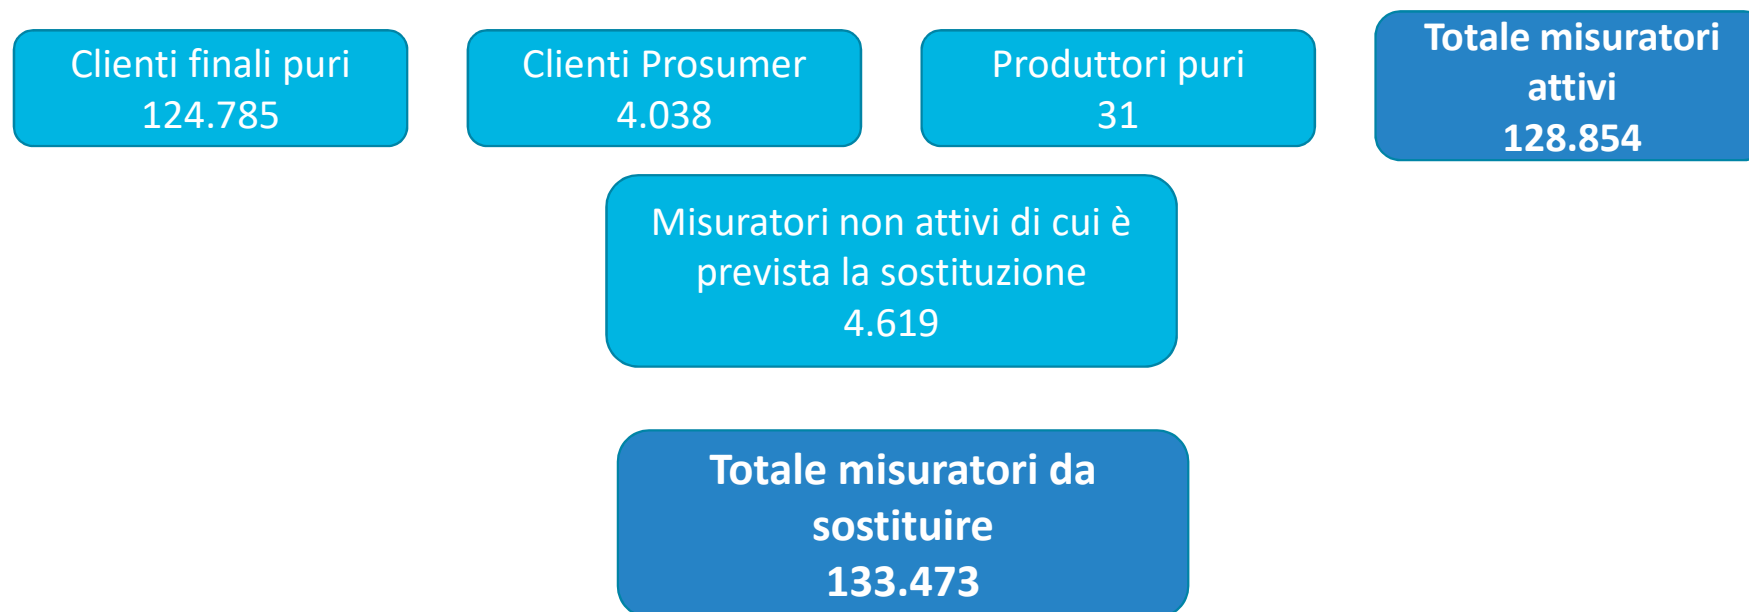 Clienti finali puri
124.785
Clienti Prosumer
4.038
Produttori puri
31
Totale misuratori
attivi
128.854
Misuratori non attivi di cui è
prevista la sostituzione
4.619
Totale misuratori da
sostituire
133.473